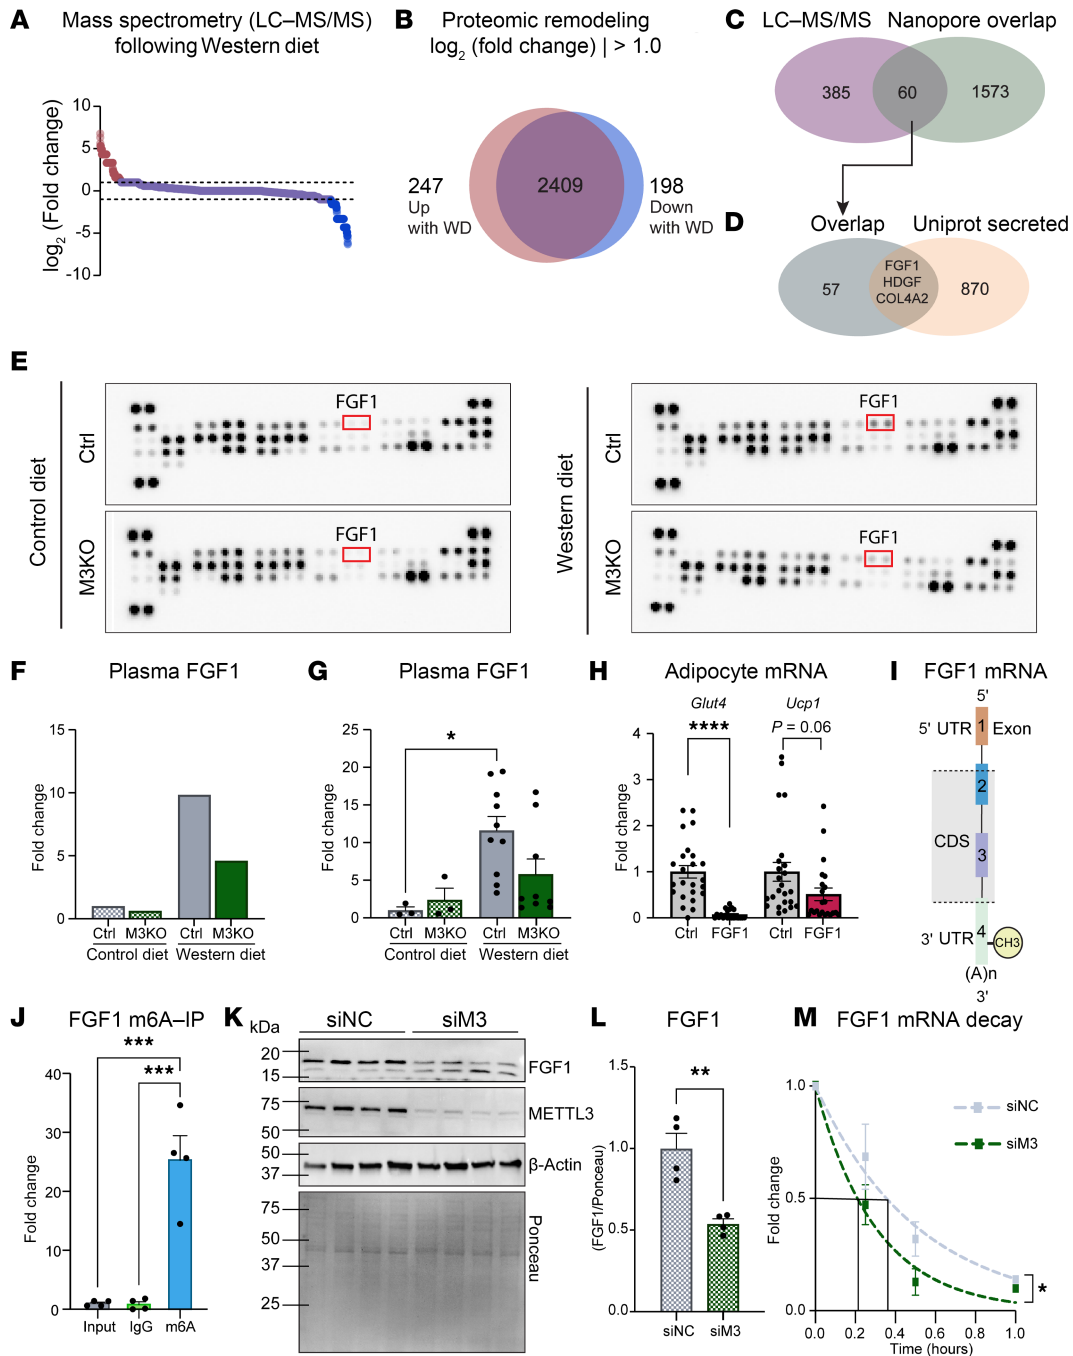 A
Mass spectrometry (LC–MS/MS)
following Western diet
log2 (Fold change)
10
5
0
-5
-10
B
Proteomic remodeling
log2 (fold change) | > 1.0
247
Up
with WD
2409
198
Down
with WD
C
LC–MS/MS
Nanopore overlap
385
60
1573
D
Overlap
Uniprot secreted
57
FGF1
HDGF
COL4A2
870
E
Control diet
Ctrl
FGF1
M3KO
FGF1
Western diet
Ctrl
FGF1
M3KO
FGF1
F
Plasma FGF1
Fold change
15
10
5
0
Ctrl M3KO Ctrl M3KO
Control diet Western diet
G
Plasma FGF1
Fold change
25
20
15
10
5
0
*
Ctrl M3KO Ctrl M3KO
Control diet Western diet
H
Adipocyte mRNA
Glut4
Ucp1
****
P = 0.06
Fold change
4
3
2
1
0
Ctrl FGF1 Ctrl FGF1
I
FGF1 mRNA
5'
5' UTR 1 Exon
2
CDS
3
3' UTR 4 CH3
(A)n
3'
J
FGF1 m6A–IP
***
***
Fold change
40
30
20
10
0
Input IgG m6A
K
kDa
siNC
siM3
20
15
FGF1
75
50
METTL3
50
37
β-Actin
75
50
37
25
Ponceau
L
FGF1
**
(FGF1/Ponceau)
1.5
1.0
0.5
0.0
siNC siM3
M
FGF1 mRNA decay
siNC
siM3
Fold change
1.0
0.5
0.0
*
0.0 0.2 0.4 0.6 0.8 1.0
Time (hours)